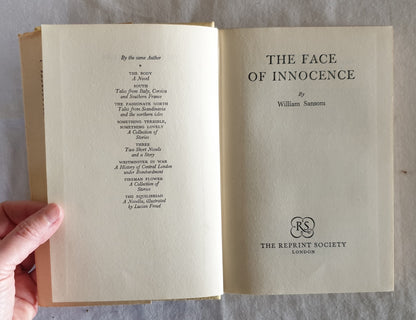 By the same Author
THE BODY
A Novel
SOUTH
Tales from Italy, Corsica
and Southern France
THE PASSIONATE NORTH
Tales from Scandinavia
and the northern isles
SOMETHING TERRIBLE,
SOMETHING LOVELY
A Collection of
Stories
THREE
Two Short Novels
and a Story
WESTMINSTER IN WAR
A History of Central London
under Bombardment
FIREMAN FLOWER
A Collection of
Stories
THE EQUILIBRIAD
A Novella, illustrated
by Lucian Freud
THE FACE
OF INNOCENCE
By
William Sansom
RS
THE REPRINT SOCIETY
LONDON